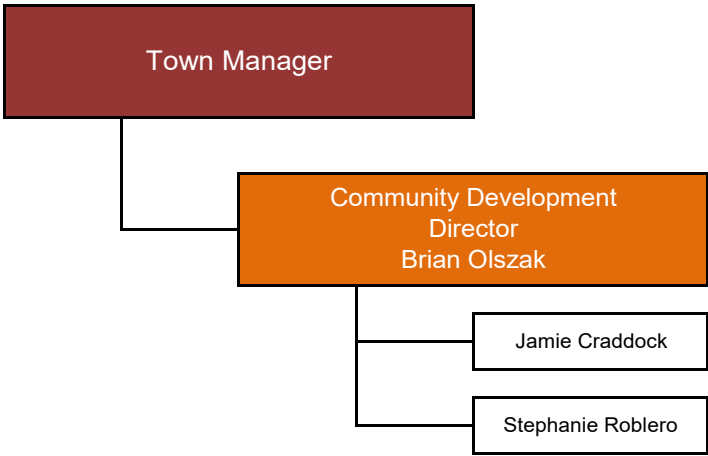 Town Manager
Community Development
Director
Brian Olszak
Jamie Craddock
Stephanie Roblero